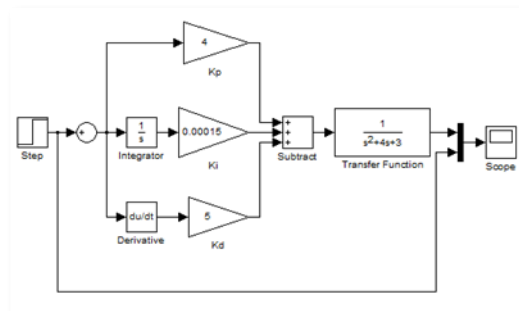 4
Kp
+
Step
1
s
Integrator
0.00015
Ki
+
+
+
Subtract
1
s²+4s+3
Transfer Function
Scope
du/dt
Derivative
5
Kd